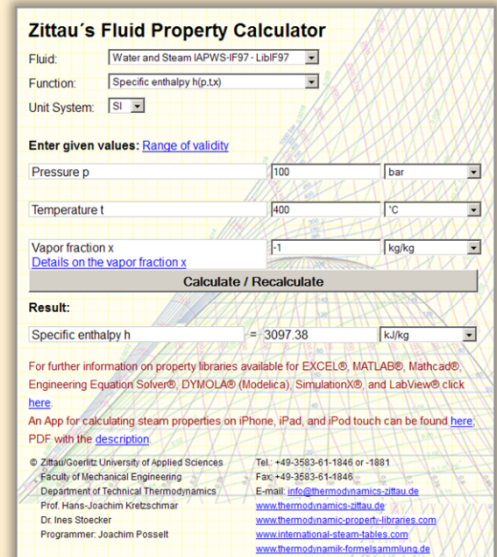 Zittau´s Fluid Property Calculator
Fluid: Water and Steam IAPWS-IF97 - LibIF97
Function: Specific enthalpy h(p,t,x)
Unit System: SI
Enter given values: Range of validity
Pressure p 100 bar
Temperature t 400 °C
Vapor fraction x -1 kg/kg
Details on the vapor fraction x
Calculate / Recalculate
Result:
Specific enthalpy h = 3097.38 kJ/kg
For further information on property libraries available for EXCEL®, MATLAB®, Mathcad®,
Engineering Equation Solver®, DYMOLA® (Modelica), SimulationX®, and LabView® click
here.
An App for calculating steam properties on iPhone, iPad, and iPod touch can be found here;
PDF with the description.
© Zittau/Goerlitz University of Applied Sciences Tel.: +49-3583-61-1846 or -1881
Faculty of Mechanical Engineering Fax: +49-3583-61-1846
Department of Technical Thermodynamics E-mail: info@thermodynamics-zittau.de
Prof. Hans-Joachim Kretzschmar www.thermodynamics-zittau.de
Dr. Ines Stoecker www.thermodynamic-property-libraries.com
Programmer: Joachim Posselt www.international-steam-tables.com
www.thermodynamik-formelsammlung.de